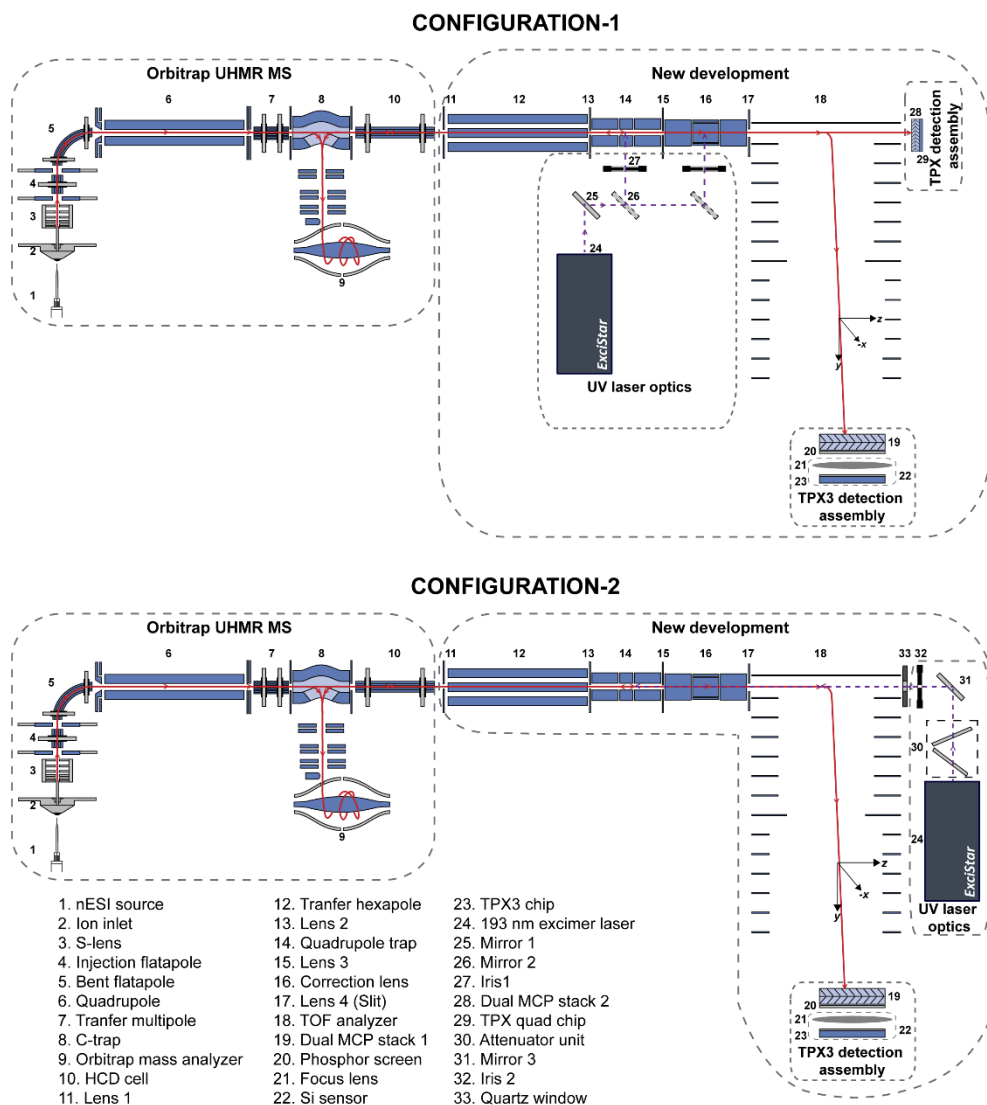 CONFIGURATION-1
Orbitrap UHMR MS
New development
5
6
7
8
10
11
12
13
14
15
16
17
18
28
29
TPX detection
assembly
4
3
2
1
9
27
25
26
24
ExciStar
UV laser optics
z
-x
y
19
20
21
22
23
TPX3 detection
assembly
CONFIGURATION-2
Orbitrap UHMR MS
New development
5
6
7
8
10
11
12
13
14
15
16
17
18
33
32
31
4
3
2
1
9
30
24
ExciStar
UV laser
optics
z
-x
y
19
20
21
22
23
TPX3 detection
assembly
1. nESI source
2. Ion inlet
3. S-lens
4. Injection flatapole
5. Bent flatapole
6. Quadrupole
7. Tranfer multipole
8. C-trap
9. Orbitrap mass analyzer
10. HCD cell
11. Lens 1
12. Tranfer hexapole
13. Lens 2
14. Quadrupole trap
15. Lens 3
16. Correction lens
17. Lens 4 (Slit)
18. TOF analyzer
19. Dual MCP stack 1
20. Phosphor screen
21. Focus lens
22. Si sensor
23. TPX3 chip
24. 193 nm excimer laser
25. Mirror 1
26. Mirror 2
27. Iris1
28. Dual MCP stack 2
29. TPX quad chip
30. Attenuator unit
31. Mirror 3
32. Iris 2
33. Quartz window